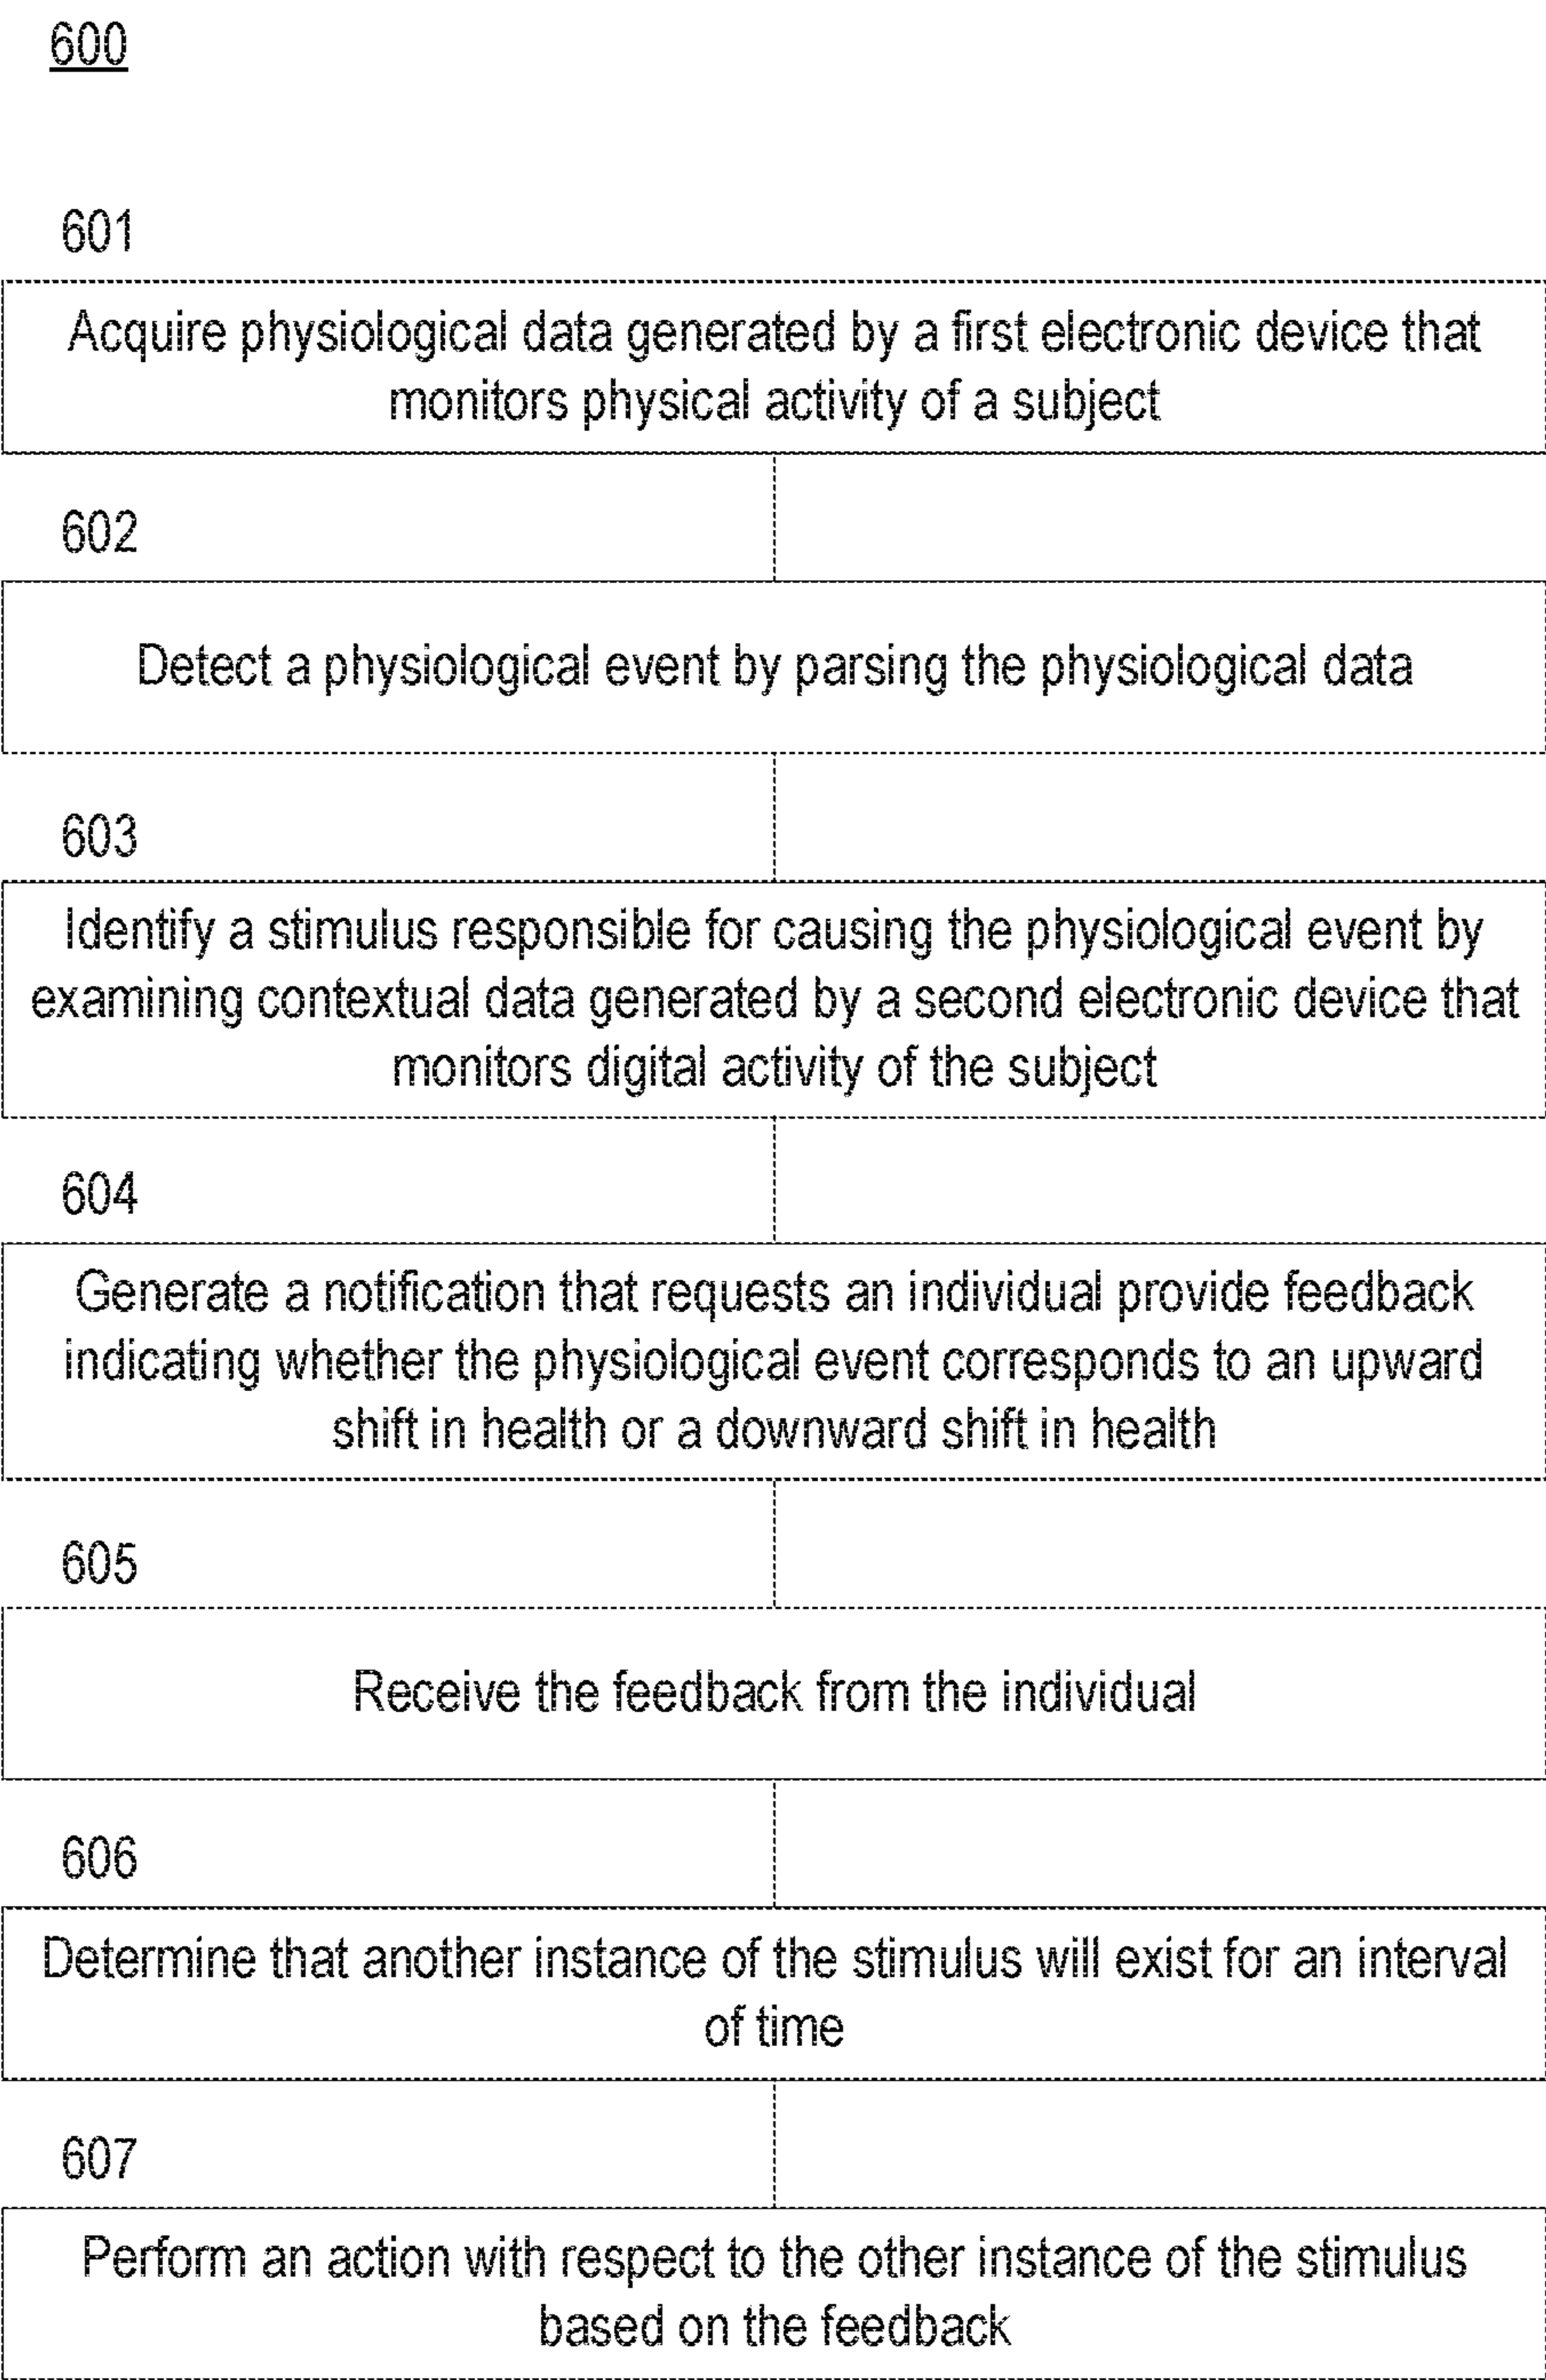 600
601
Acquire physiological data generated by a first electronic device that
monitors physical activity of a subject
602
Detect a physiological event by parsing the physiological data
603
Identify a stimulus responsible for causing the physiological event by
examining contextual data generated by a second electronic device that
monitors digital activity of the subject
604
Generate a notification that requests an individual provide feedback
indicating whether the physiological event corresponds to an upward
shift in health or a downward shift in health
605
Receive the feedback from the individual
606
Determine that another instance of the stimulus will exist for an interval
of time
607
Perform an action with respect to the other instance of the stimulus
based on the feedback